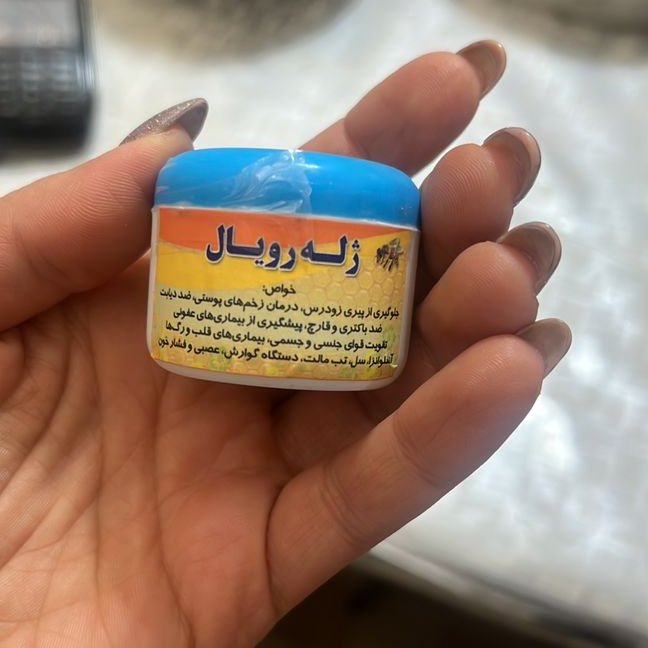 ژله رویال
خواص:
جلوگیری از پیری زودرس، درمان زخم‌های پوستی، ضد دیابت
ضد باکتری و قارچ، پیشگیری از بیماری‌های عفونی
تقویت قوای جنسی و جسمی، بیماری‌های قلب و رگ‌ها
آنفلوانزا، سل، تب مالت، دستگاه گوارش، عصبی و فشار خون